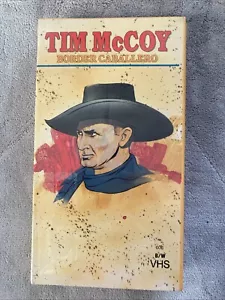 TIM McCOY
BORDER CABALLERO
B/W
VHS